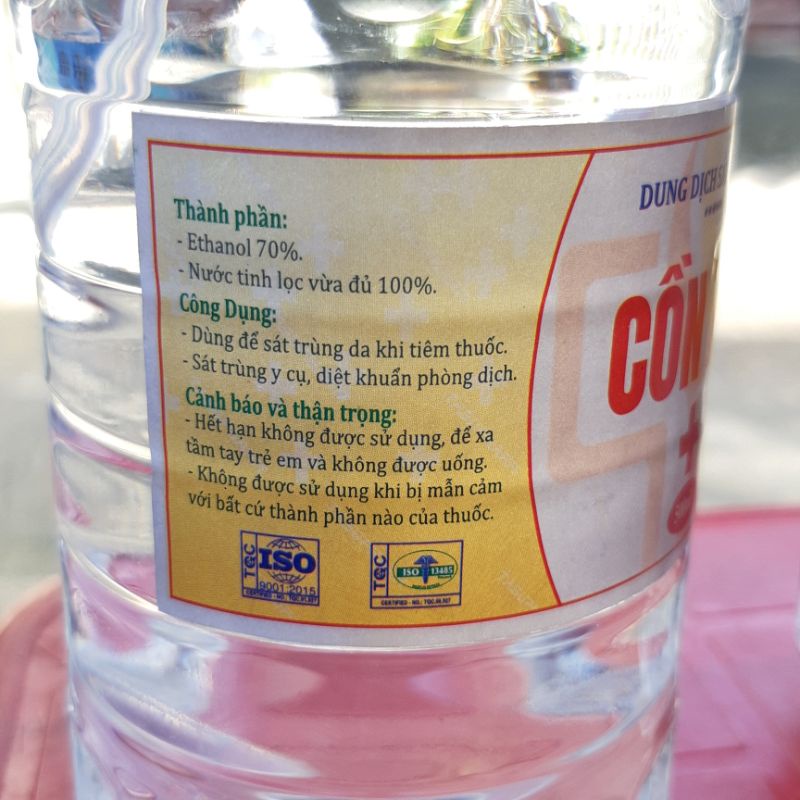 Thành phần:
- Ethanol 70%.
- Nước tinh lọc vừa đủ 100%.
Công Dụng:
- Dùng để sát trùng da khi tiêm thuốc.
- Sát trùng y cụ, diệt khuẩn phòng dịch.
Cảnh báo và thận trọng:
- Hết hạn không được sử dụng, để xa
tầm tay trẻ em và không được uống.
- Không được sử dụng khi bị mẫn cảm
với bất cứ thành phần nào của thuốc.
TQC
ISO
9001:2015
TQC
ISO 13485
DUNG DỊCH
CỒN